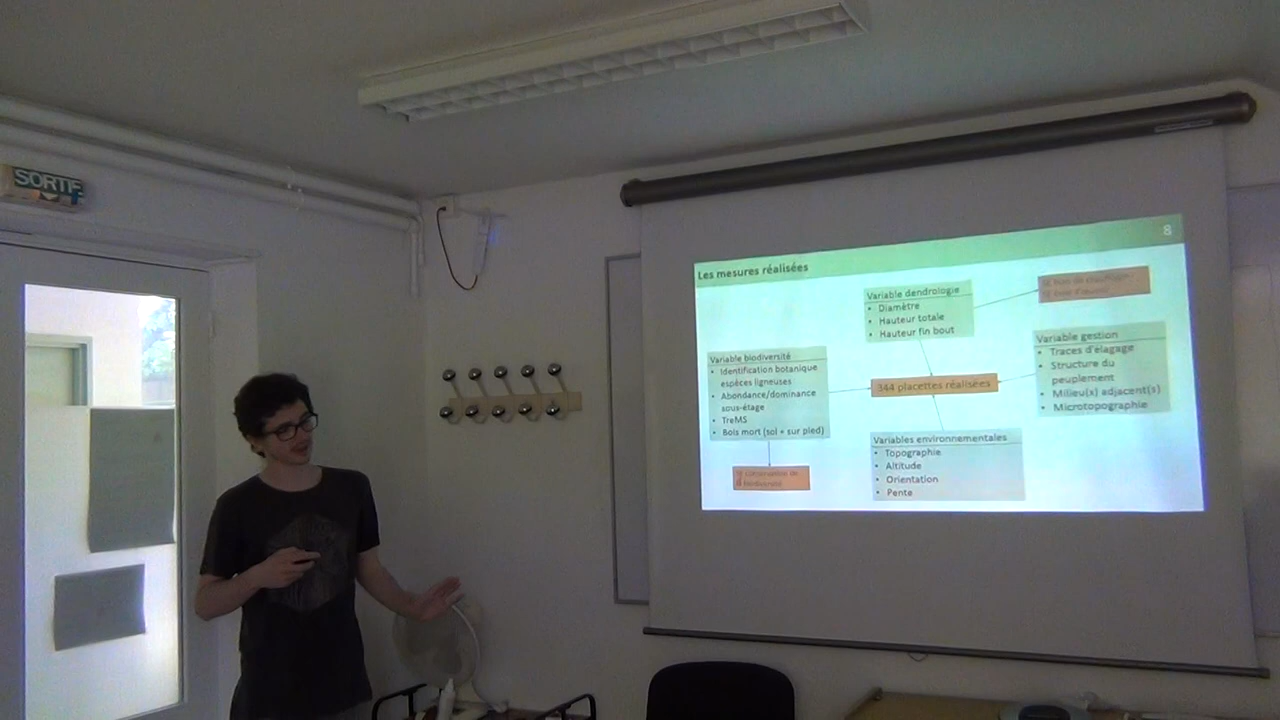 SORTIE
8
Les mesures réalisées
Variable dendrologie
• Diamètre
• Hauteur totale
• Hauteur fin bout
Variable gestion
• Traces d'élagage
• Structure du
peuplement
• Milieu(x) adjacent(s)
• Microtopographie
Variable biodiversité
• Identification botanique
espèces ligneuses
• Abondance/dominance
sous-étage
• TreMS
• Bois mort (sol + sur pied)
344 placettes réalisées
Variables environnementales
• Topographie
• Altitude
• Orientation
• Pente
biodiversité